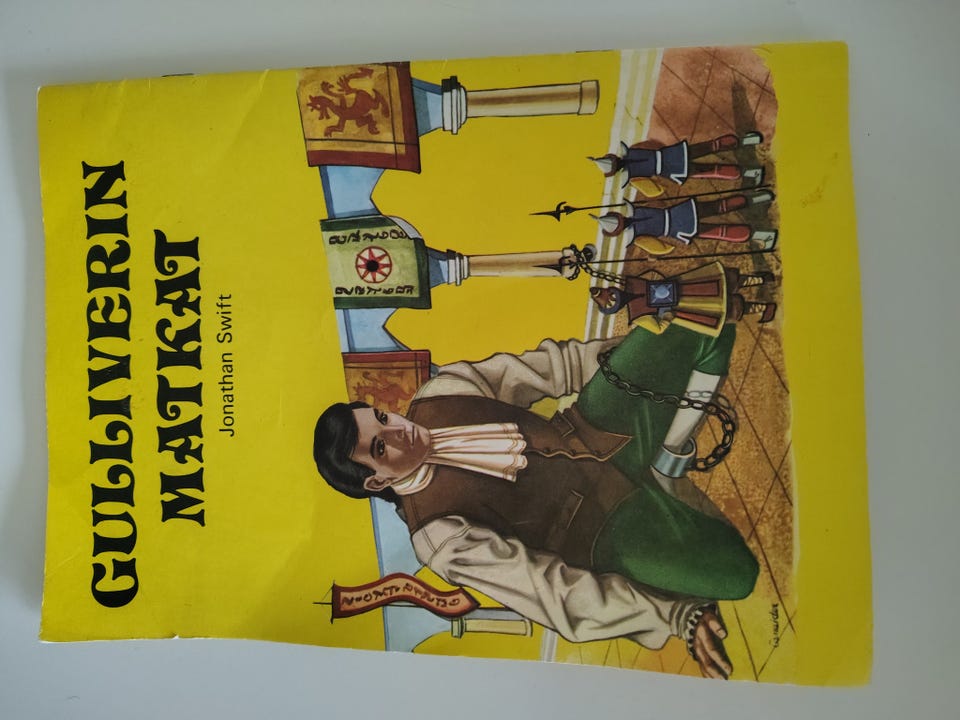 GULLIVERIN
MATKAT
Jonathan Swift